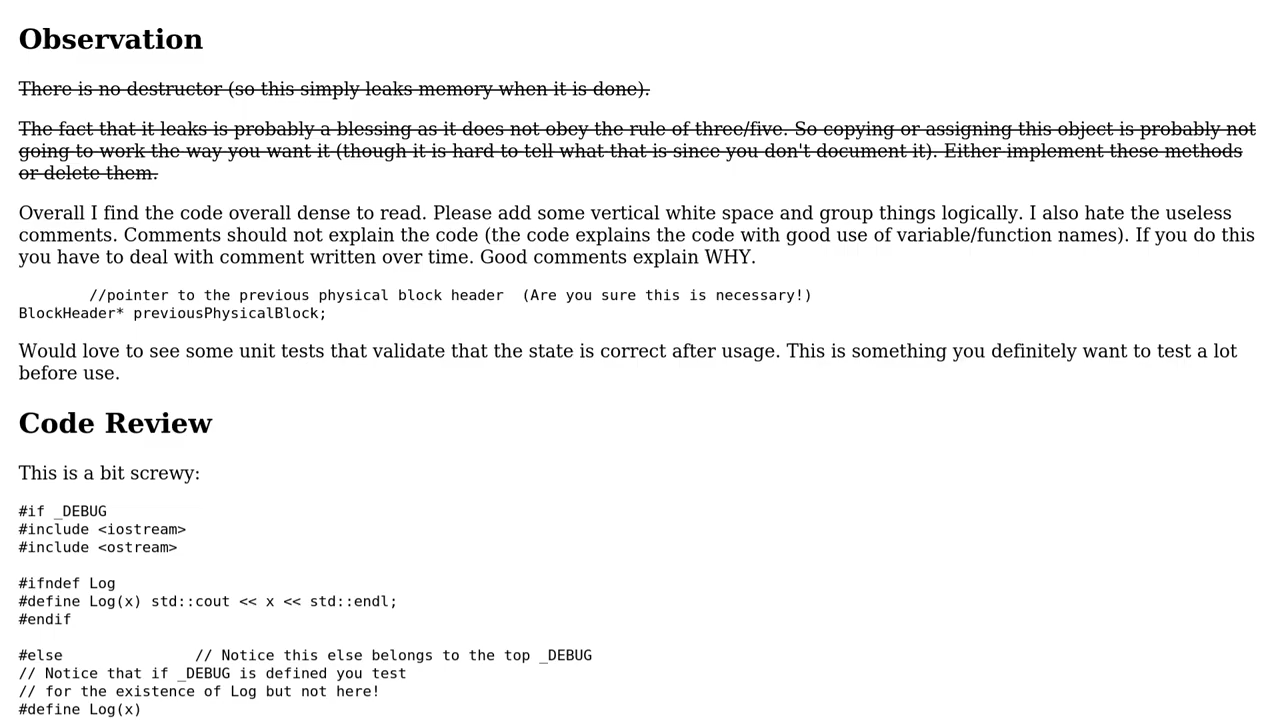 Observation
There is no destructor (so this simply leaks memory when it is done).
The fact that it leaks is probably a blessing as it does not obey the rule of three/five. So copying or assigning this object is probably not
going to work the way you want it (though it is hard to tell what that is since you don't document it). Either implement these methods
or delete them.
Overall I find the code overall dense to read. Please add some vertical white space and group things logically. I also hate the useless
comments. Comments should not explain the code (the code explains the code with good use of variable/function names). If you do this
you have to deal with comment written over time. Good comments explain WHY.
//pointer to the previous physical block header  (Are you sure this is necessary!)
BlockHeader* previousPhysicalBlock;
Would love to see some unit tests that validate that the state is correct after usage. This is something you definitely want to test a lot
before use.
Code Review
This is a bit screwy:
#if _DEBUG
#include <iostream>
#include <ostream>
#ifndef Log
#define Log(x) std::cout << x << std::endl;
#endif
#else               // Notice this else belongs to the top _DEBUG
// Notice that if _DEBUG is defined you test
// for the existence of Log but not here!
#define Log(x)